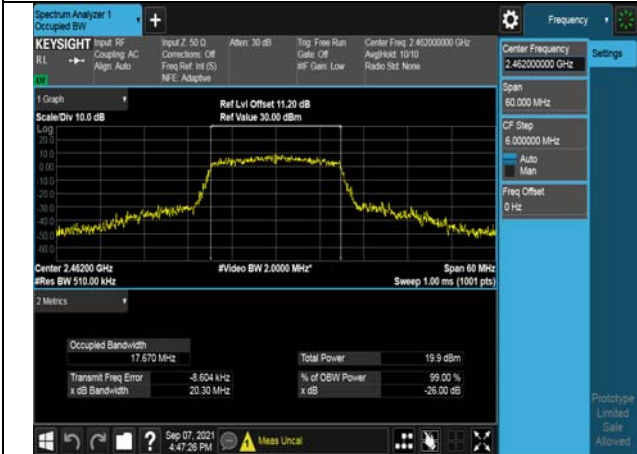 Spectrum Analyzer 1
Occupied BW
Frequency
KEYSIGHT
RL
Input: RF
Coupling: AC
Align: Auto
Input Z: 50 Ω
Corrections: Off
Freq Ref: Int (S)
NFE: Adaptive
Atten: 30 dB
Trig: Free Run
Gate: Off
#IF Gain: Low
Center Freq: 2.462000000 GHz
Avg|Hold: 10/10
Radio Std: None
1 Graph
Scale/Div 10.0 dB
Ref Lvl Offset 11.20 dB
Ref Value 30.00 dBm
Log
20.0
10.0
0.00
-10.0
-20.0
-30.0
-40.0
-50.0
-60.0
Center 2.46200 GHz
#Res BW 510.00 kHz
#Video BW 2.0000 MHz*
Span 60 MHz
Sweep 1.00 ms (1001 pts)
2 Metrics
Occupied Bandwidth
17.670 MHz
Total Power
19.9 dBm
Transmit Freq Error
-8.604 kHz
% of OBW Power
99.00 %
x dB Bandwidth
20.30 MHz
x dB
-26.00 dB
Center Frequency
2.462000000 GHz
Settings
Span
60.000 MHz
CF Step
6.000000 MHz
Auto
Man
Freq Offset
0 Hz
Prototype
Limited
Sale
Allowed
?
Sep 07, 2021
4:47:26 PM
Meas Uncal